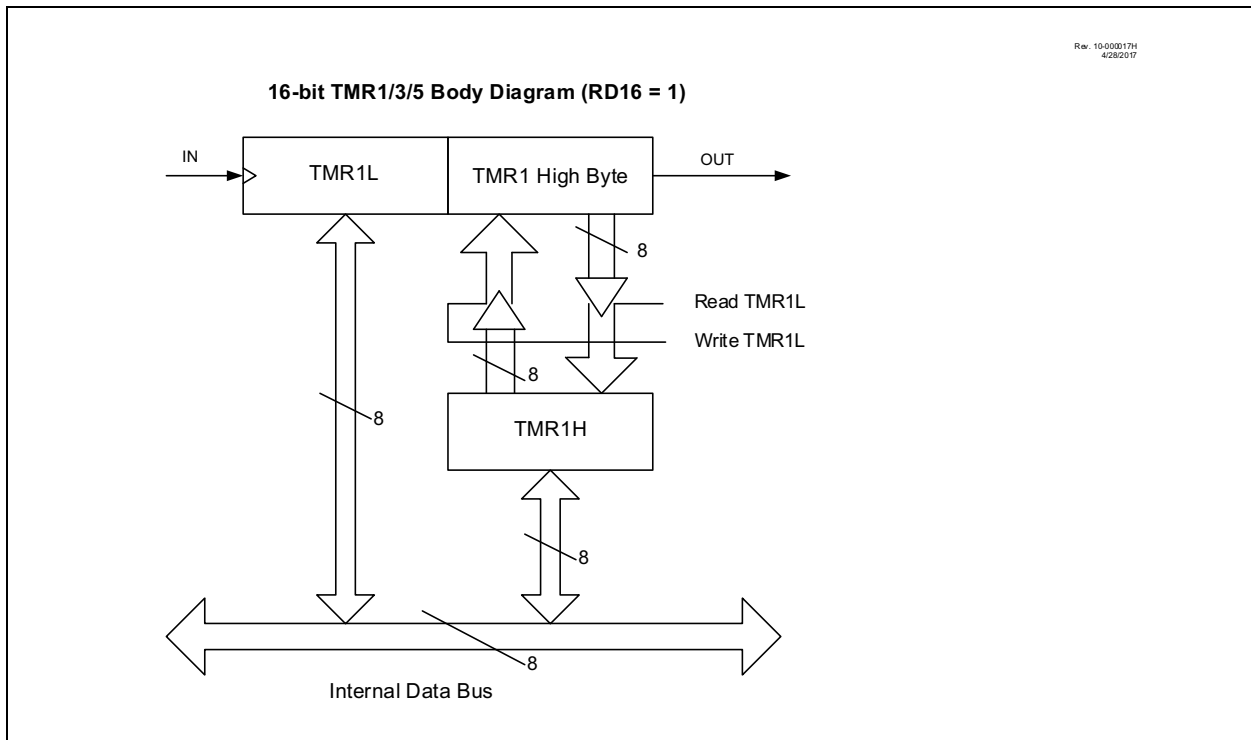 Rev. 10-000017H
4/28/2017
16-bit TMR1/3/5 Body Diagram (RD16 = 1)
IN
TMR1L
TMR1 High Byte
OUT
8
Read TMR1L
Write TMR1L
8
8
TMR1H
8
8
Internal Data Bus